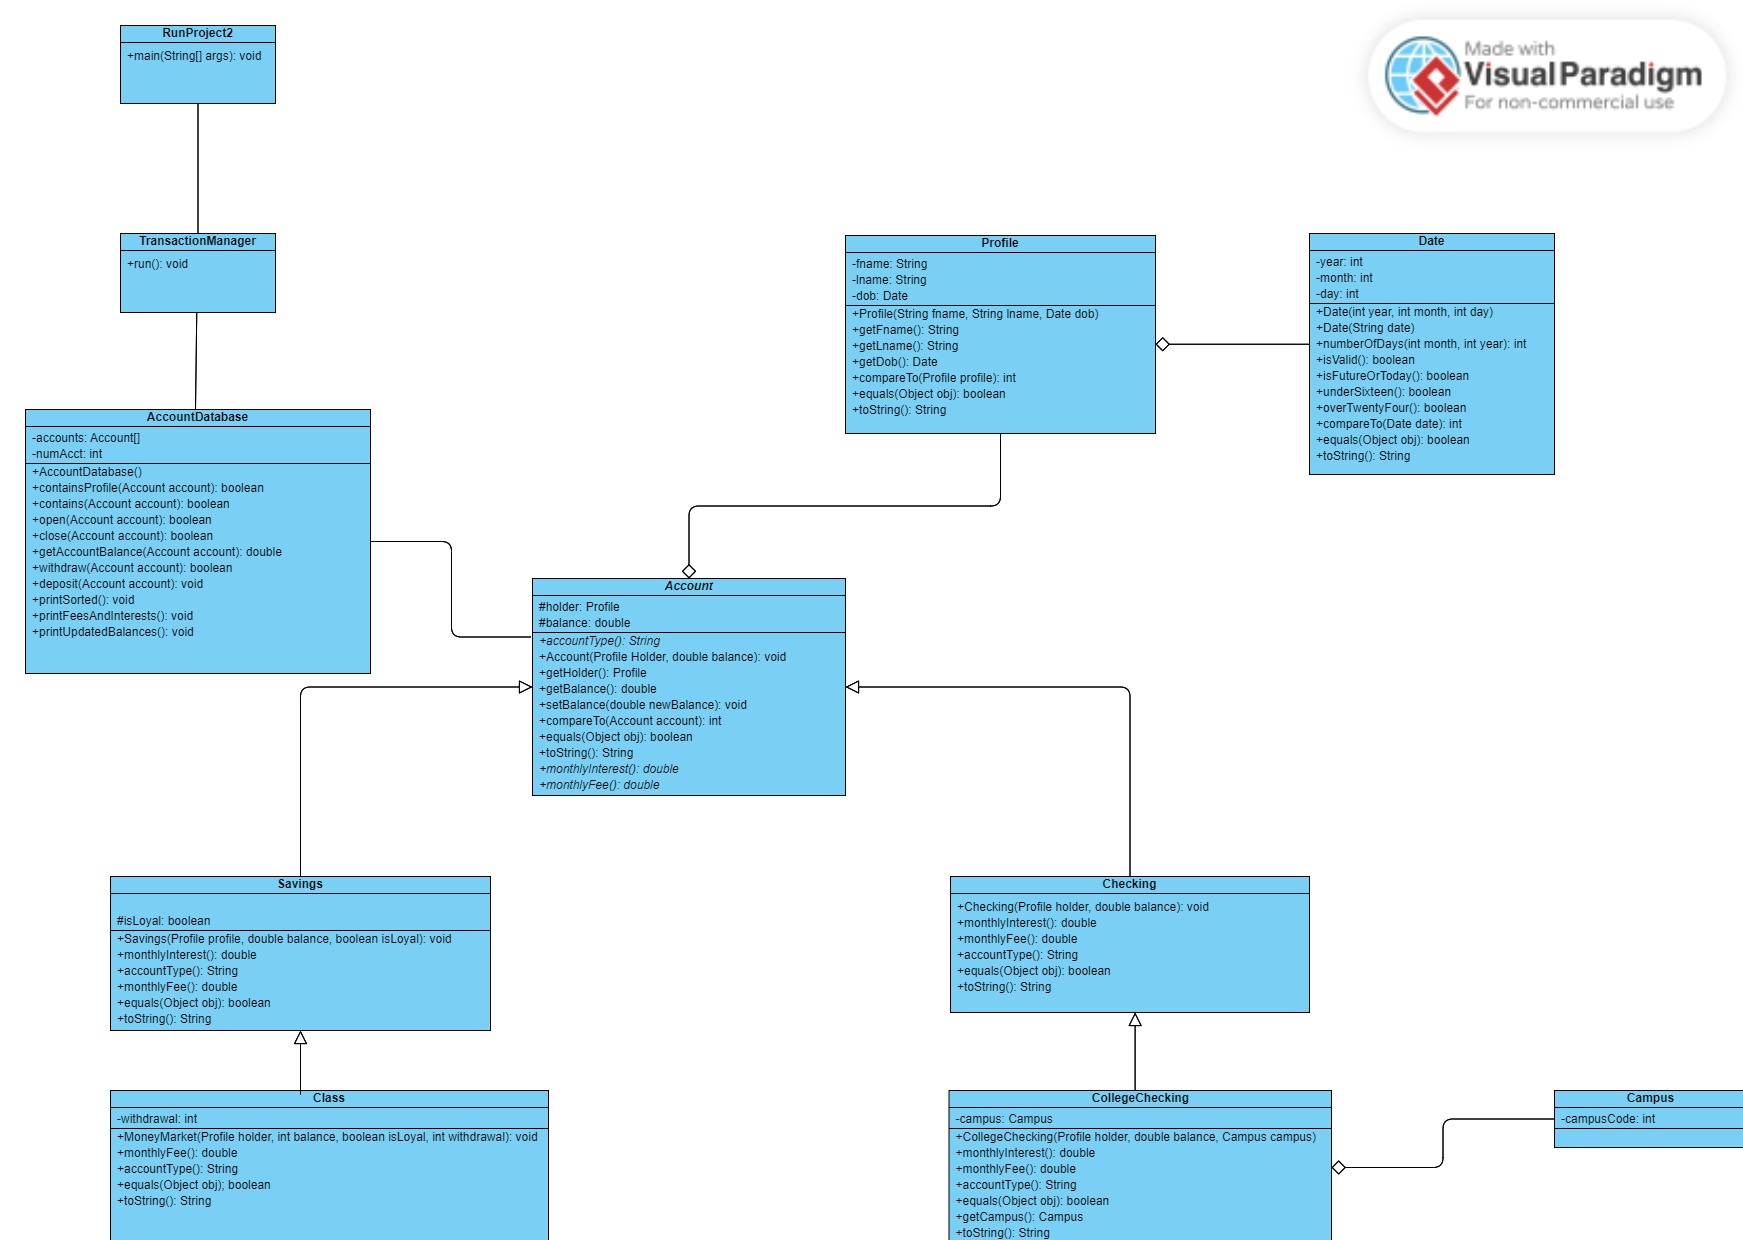 RunProject2
+main(String[] args): void
Made with
Visual Paradigm
For non-commercial use
TransactionManager
+run(): void
Profile
-fname: String
-lname: String
-dob: Date
+Profile(String fname, String lname, Date dob)
+getFname(): String
+getLname(): String
+getDob(): Date
+compareTo(Profile profile): int
+equals(Object obj): boolean
+toString(): String
Date
-year: int
-month: int
-day: int
+Date(int year, int month, int day)
+Date(String date)
+numberOfDays(int month, int year): int
+isValid(): boolean
+isFutureOrToday(): boolean
+underSixteen(): boolean
+overTwentyFour(): boolean
+compareTo(Date date): int
+equals(Object obj): boolean
+toString(): String
AccountDatabase
-accounts: Account[]
-numAcct: int
+AccountDatabase()
+containsProfile(Account account): boolean
+contains(Account account): boolean
+open(Account account): boolean
+close(Account account): boolean
+getAccountBalance(Account account): double
+withdraw(Account account): boolean
+deposit(Account account): void
+printSorted(): void
+printFeesAndInterests(): void
+printUpdatedBalances(): void
Account
#holder: Profile
#balance: double
+accountType(): String
+Account(Profile Holder, double balance): void
+getHolder(): Profile
+getBalance(): double
+setBalance(double newBalance): void
+compareTo(Account account): int
+equals(Object obj): boolean
+toString(): String
+monthlyInterest(): double
+monthlyFee(): double
Savings
#isLoyal: boolean
+Savings(Profile profile, double balance, boolean isLoyal): void
+monthlyInterest(): double
+accountType(): String
+monthlyFee(): double
+equals(Object obj): boolean
+toString(): String
Checking
+Checking(Profile holder, double balance): void
+monthlyInterest(): double
+monthlyFee(): double
+accountType(): String
+equals(Object obj): boolean
+toString(): String
Class
-withdrawal: int
+MoneyMarket(Profile holder, int balance, boolean isLoyal, int withdrawal): void
+monthlyFee(): double
+accountType(): String
+equals(Object obj); boolean
+toString(): String
CollegeChecking
-campus: Campus
+CollegeChecking(Profile holder, double balance, Campus campus)
+monthlyInterest(): double
+monthlyFee(): double
+accountType(): String
+equals(Object obj): boolean
+getCampus(): Campus
+toString(): String
Campus
-campusCode: int